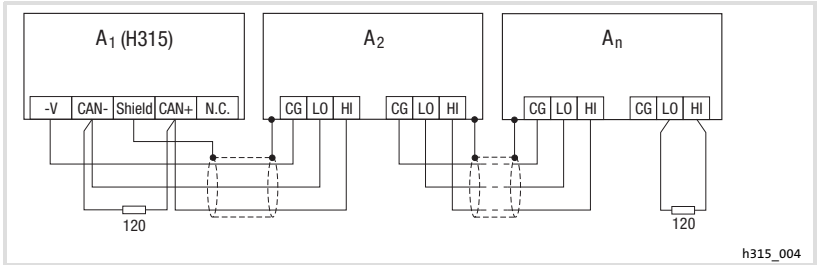 A1 (H315) A2 An
-V CAN- Shield CAN+ N.C. CG LO HI CG LO HI CG LO HI CG LO HI
120 120
h315_004